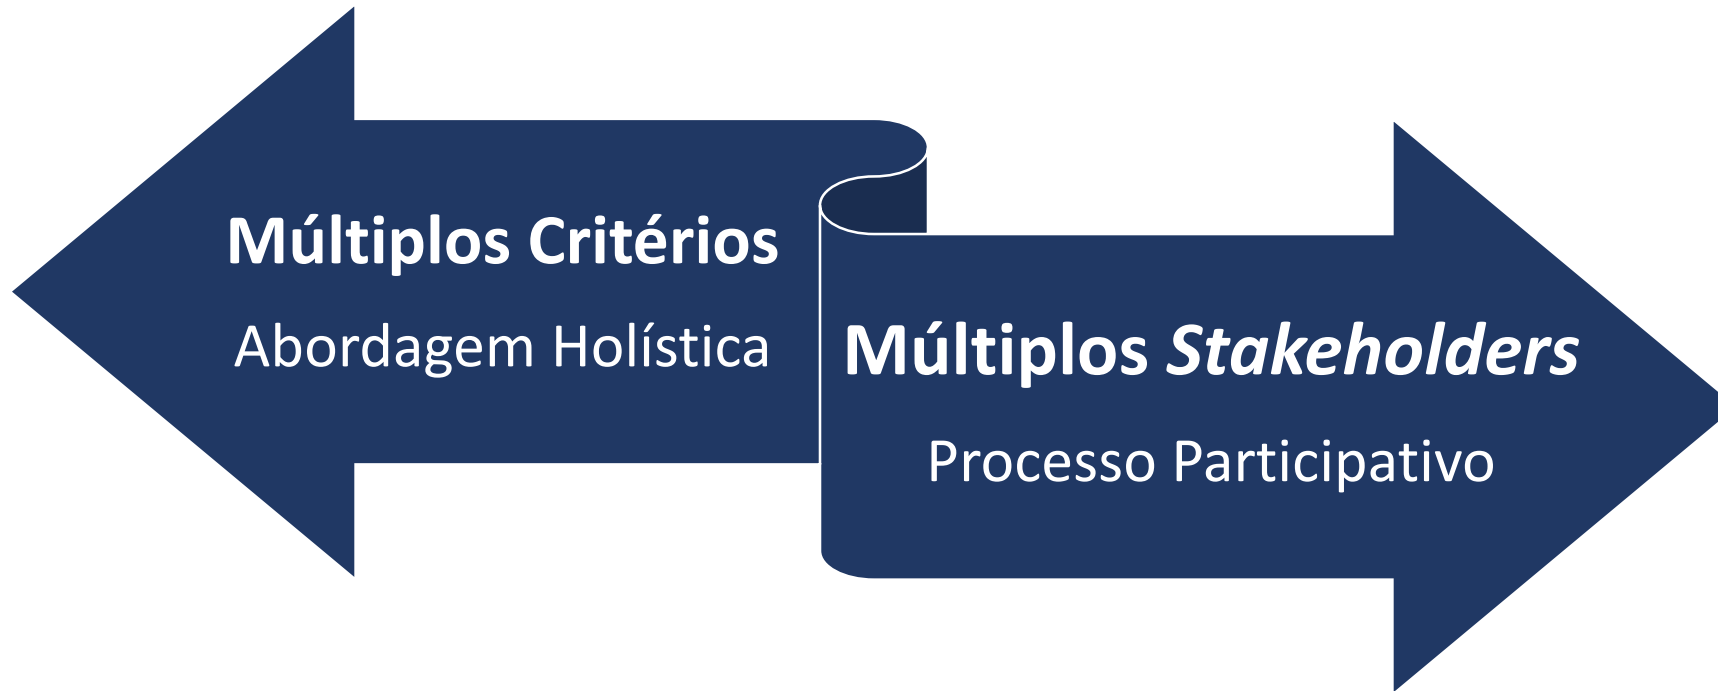 Múltiplos Critérios
Abordagem Holística
Múltiplos Stakeholders
Processo Participativo